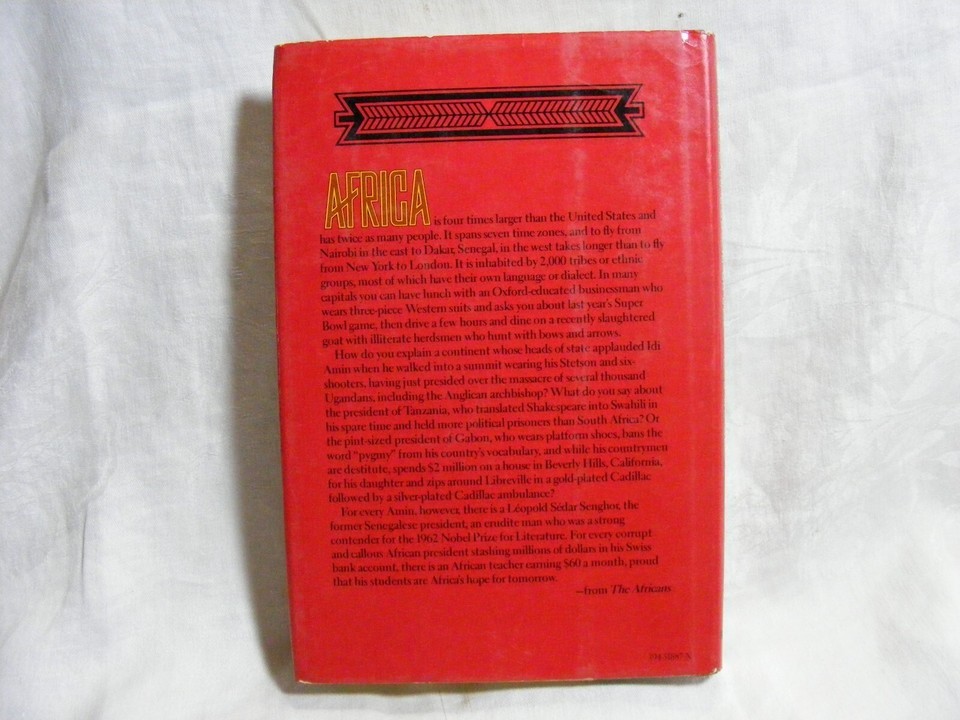 AFRICA is four times larger than the United States and
has twice as many people. It spans seven time zones, and to fly from
Nairobi in the east to Dakar, Senegal, in the west takes longer than to fly
from New York to London. It is inhabited by 2,000 tribes or ethnic
groups, most of which have their own language or dialect. In many
capitals you can have lunch with an Oxford-educated businessman who
wears three-piece Western suits and asks you about last year's Super
Bowl game, then drive a few hours and dine on a recently slaughtered
goat with illiterate herdsmen who hunt with bows and arrows.
How do you explain a continent whose heads of state applauded Idi
Amin when he walked into a summit wearing his Stetson and six-
shooters, having just presided over the massacre of several thousand
Ugandans, including the Anglican archbishop? What do you say about
the president of Tanzania, who translated Shakespeare into Swahili in
his spare time and held more political prisoners than South Africa? Or
the pint-sized president of Gabon, who wears platform shoes, bans the
word "pygmy" from his country's vocabulary, and while his countrymen
are destitute, spends $2 million on a house in Beverly Hills, California,
for his daughter and zips around Libreville in a gold-plated Cadillac
followed by a silver-plated Cadillac ambulance?
For every Amin, however, there is a Léopold Sédar Senghor, the
former Senegalese president, an erudite man who was a strong
contender for the 1962 Nobel Prize for Literature. For every corrupt
and callous African president stashing millions of dollars in his Swiss
bank account, there is an African teacher earning $60 a month, proud
that his students are Africa's hope for tomorrow.
—from The Africans